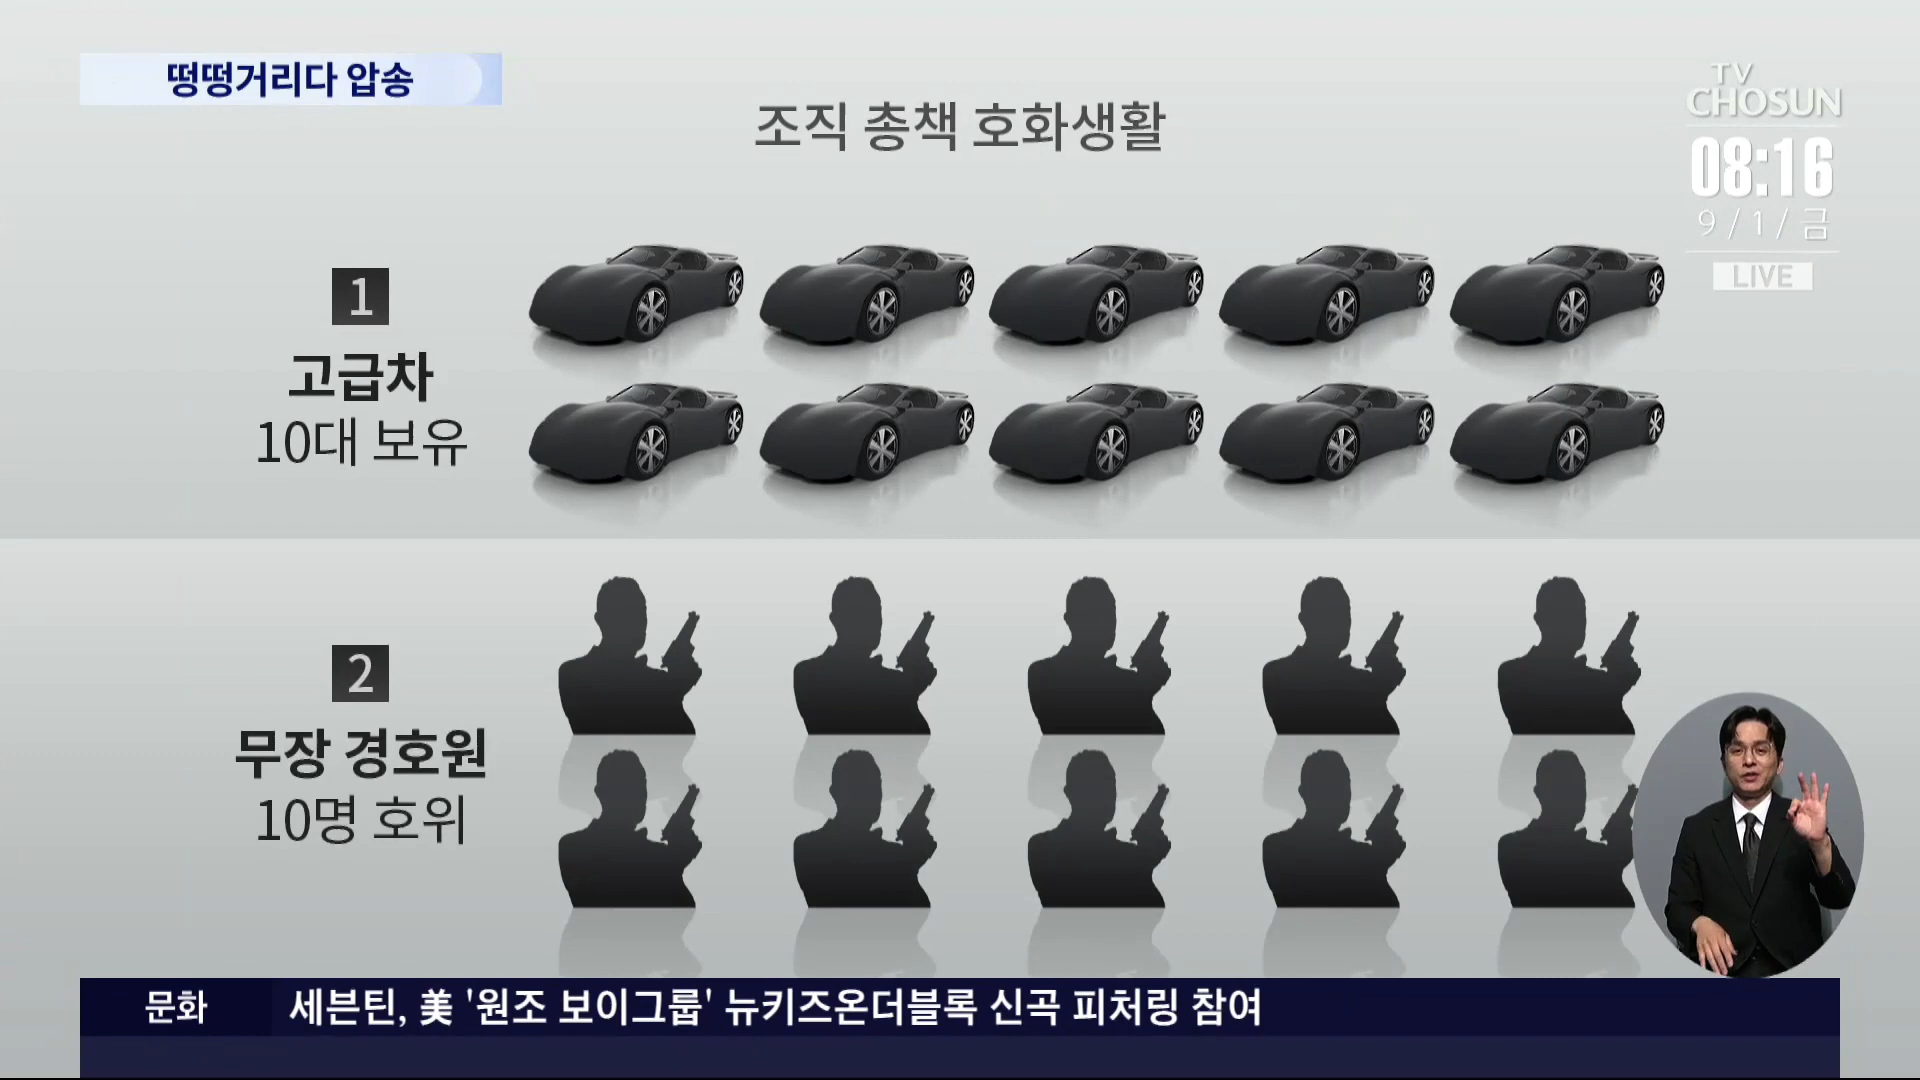 떵떵거리다 압송
조직 총책 호화생활
TV
CHOSUN
08:16
9/1/금
LIVE
1
고급차
10대 보유
2
무장 경호원
10명 호위
문화
세븐틴, 美 '원조 보이그룹' 뉴키즈온더블록 신곡 피처링 참여